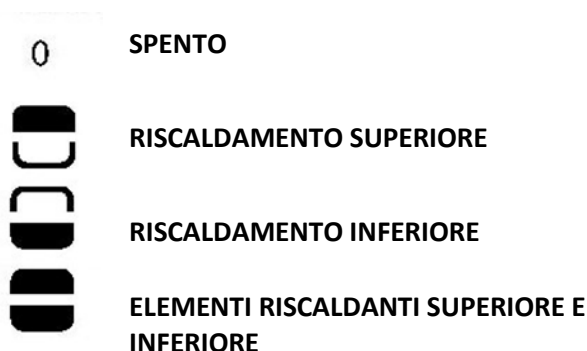 0 SPENTO
RISCALDAMENTO SUPERIORE
RISCALDAMENTO INFERIORE
ELEMENTI RISCALDANTI SUPERIORE E
INFERIORE